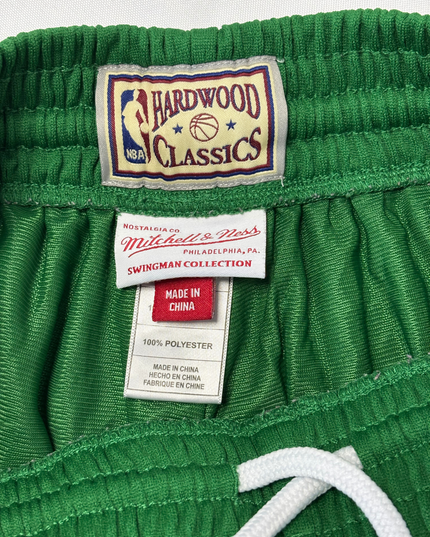 HARDWOOD
NBA
CLASSICS
NOSTALGIA CO.
Mitchell & Ness
PHILADELPHIA, PA.
SWINGMAN COLLECTION
MADE IN
CHINA
100% POLYESTER
MADE IN CHINA
HECHO EN CHINA
FABRIQUE EN CHINE